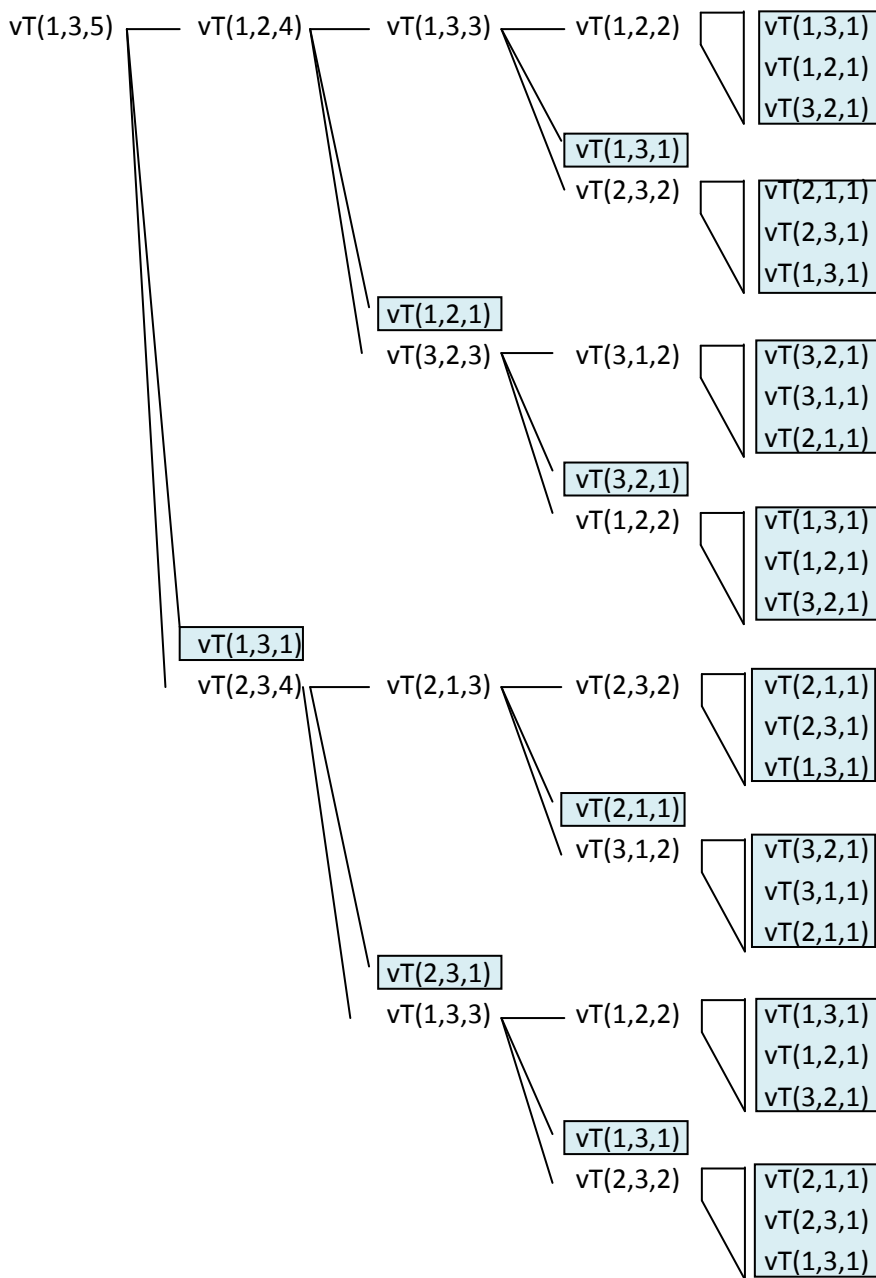 vT(1,3,5) vT(1,2,4) vT(1,3,3) vT(1,2,2) vT(1,3,1)
vT(1,2,1)
vT(3,2,1)
vT(1,3,1)
vT(2,3,2) vT(2,1,1)
vT(2,3,1)
vT(1,3,1)
vT(1,2,1)
vT(3,2,3) vT(3,1,2) vT(3,2,1)
vT(3,1,1)
vT(2,1,1)
vT(3,2,1)
vT(1,2,2) vT(1,3,1)
vT(1,2,1)
vT(3,2,1)
vT(1,3,1)
vT(2,3,4) vT(2,1,3) vT(2,3,2) vT(2,1,1)
vT(2,3,1)
vT(1,3,1)
vT(2,1,1)
vT(3,1,2) vT(3,2,1)
vT(3,1,1)
vT(2,1,1)
vT(2,3,1)
vT(1,3,3) vT(1,2,2) vT(1,3,1)
vT(1,2,1)
vT(3,2,1)
vT(1,3,1)
vT(2,3,2) vT(2,1,1)
vT(2,3,1)
vT(1,3,1)